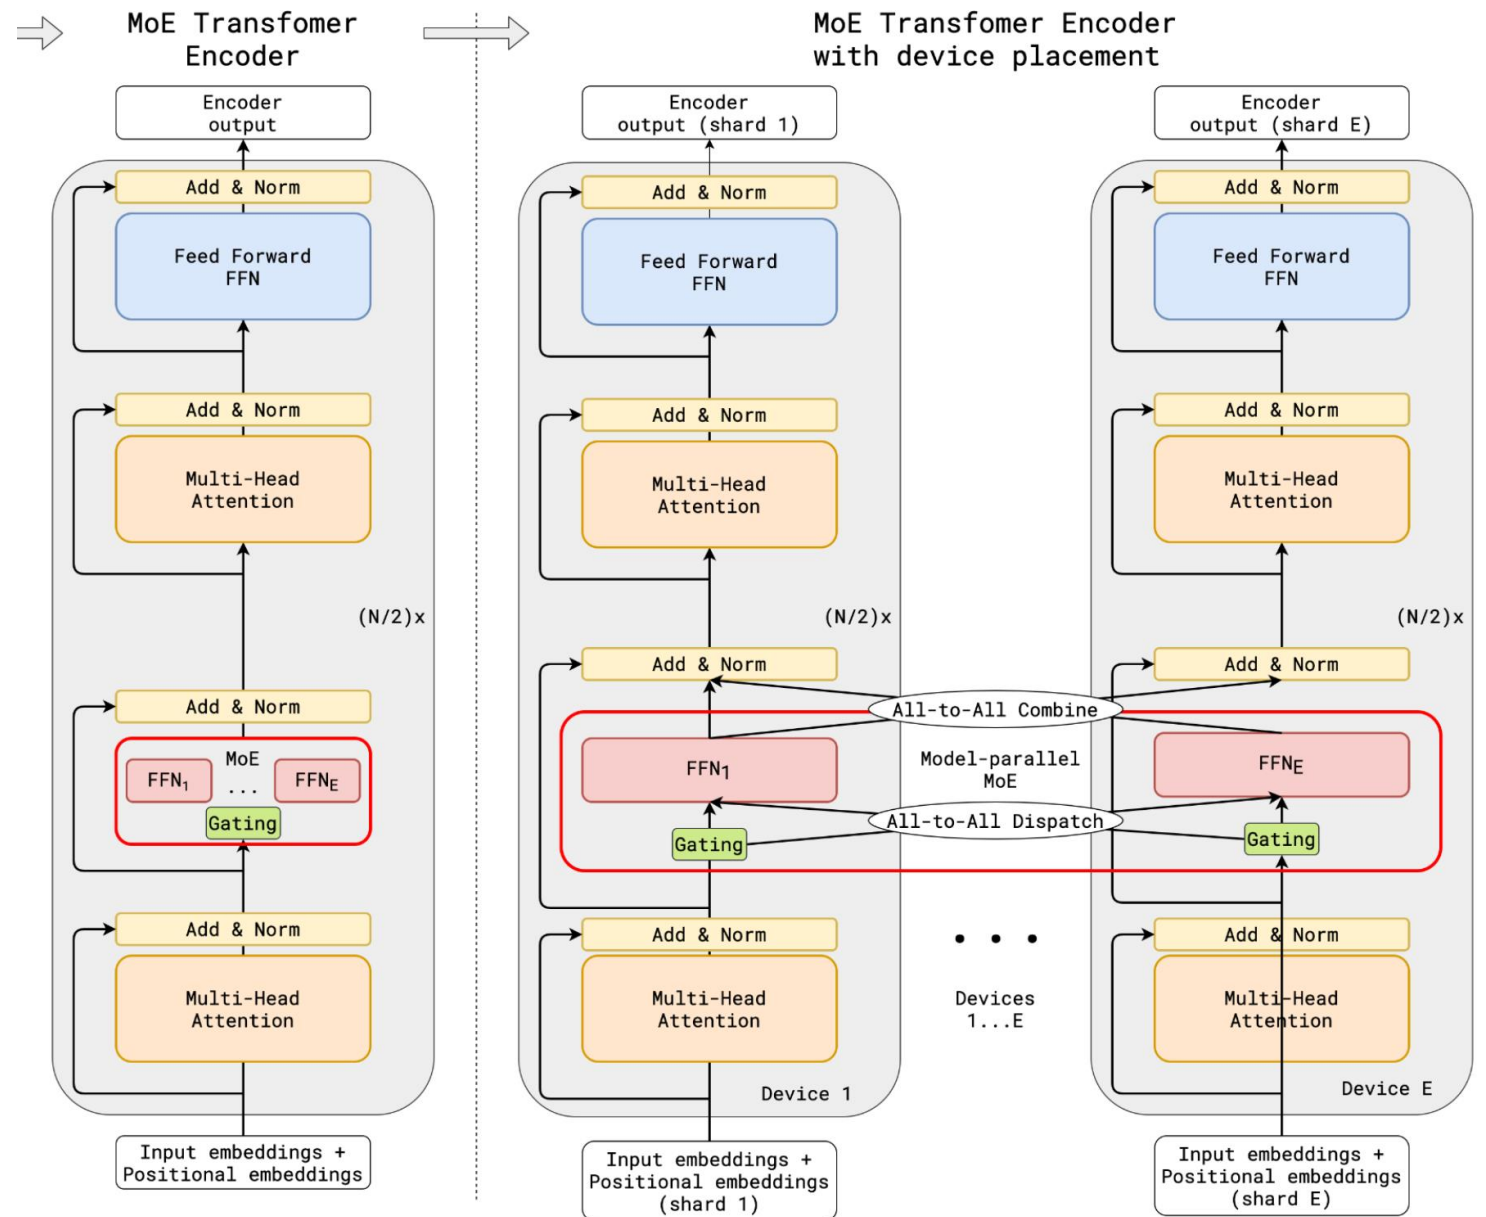 MoE Transfomer
Encoder
Encoder
output
Add & Norm
Feed Forward
FFN
Add & Norm
Multi-Head
Attention
(N/2)x
Add & Norm
MoE
FFN1
...
FFNE
Gating
Add & Norm
Multi-Head
Attention
Input embeddings +
Positional embeddings
MoE Transfomer Encoder
with device placement
Encoder
output (shard 1)
Add & Norm
Feed Forward
FFN
Add & Norm
Multi-Head
Attention
(N/2)x
Add & Norm
FFN1
Gating
Add & Norm
Multi-Head
Attention
Device 1
Input embeddings +
Positional embeddings
(shard 1)
All-to-All Combine
Model-parallel
MoE
All-to-All Dispatch
• • •
Devices
1...E
Encoder
output (shard E)
Add & Norm
Feed Forward
FFN
Add & Norm
Multi-Head
Attention
(N/2)x
Add & Norm
FFNE
Gating
Add & Norm
Multi-Head
Attention
Device E
Input embeddings +
Positional embeddings
(shard E)